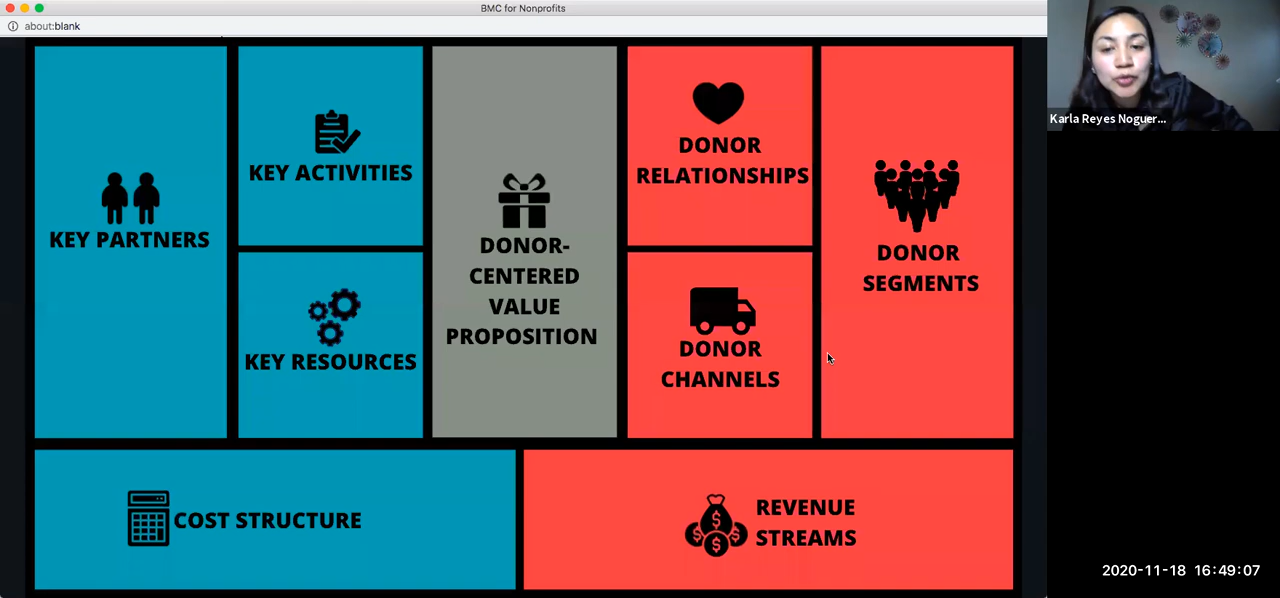 BMC for Nonprofits
about:blank
KEY PARTNERS
KEY ACTIVITIES
KEY RESOURCES
DONOR-
CENTERED
VALUE
PROPOSITION
DONOR
RELATIONSHIPS
DONOR
CHANNELS
DONOR
SEGMENTS
COST STRUCTURE
REVENUE
STREAMS
Karla Reyes Noguer...
2020-11-18 16:49:07